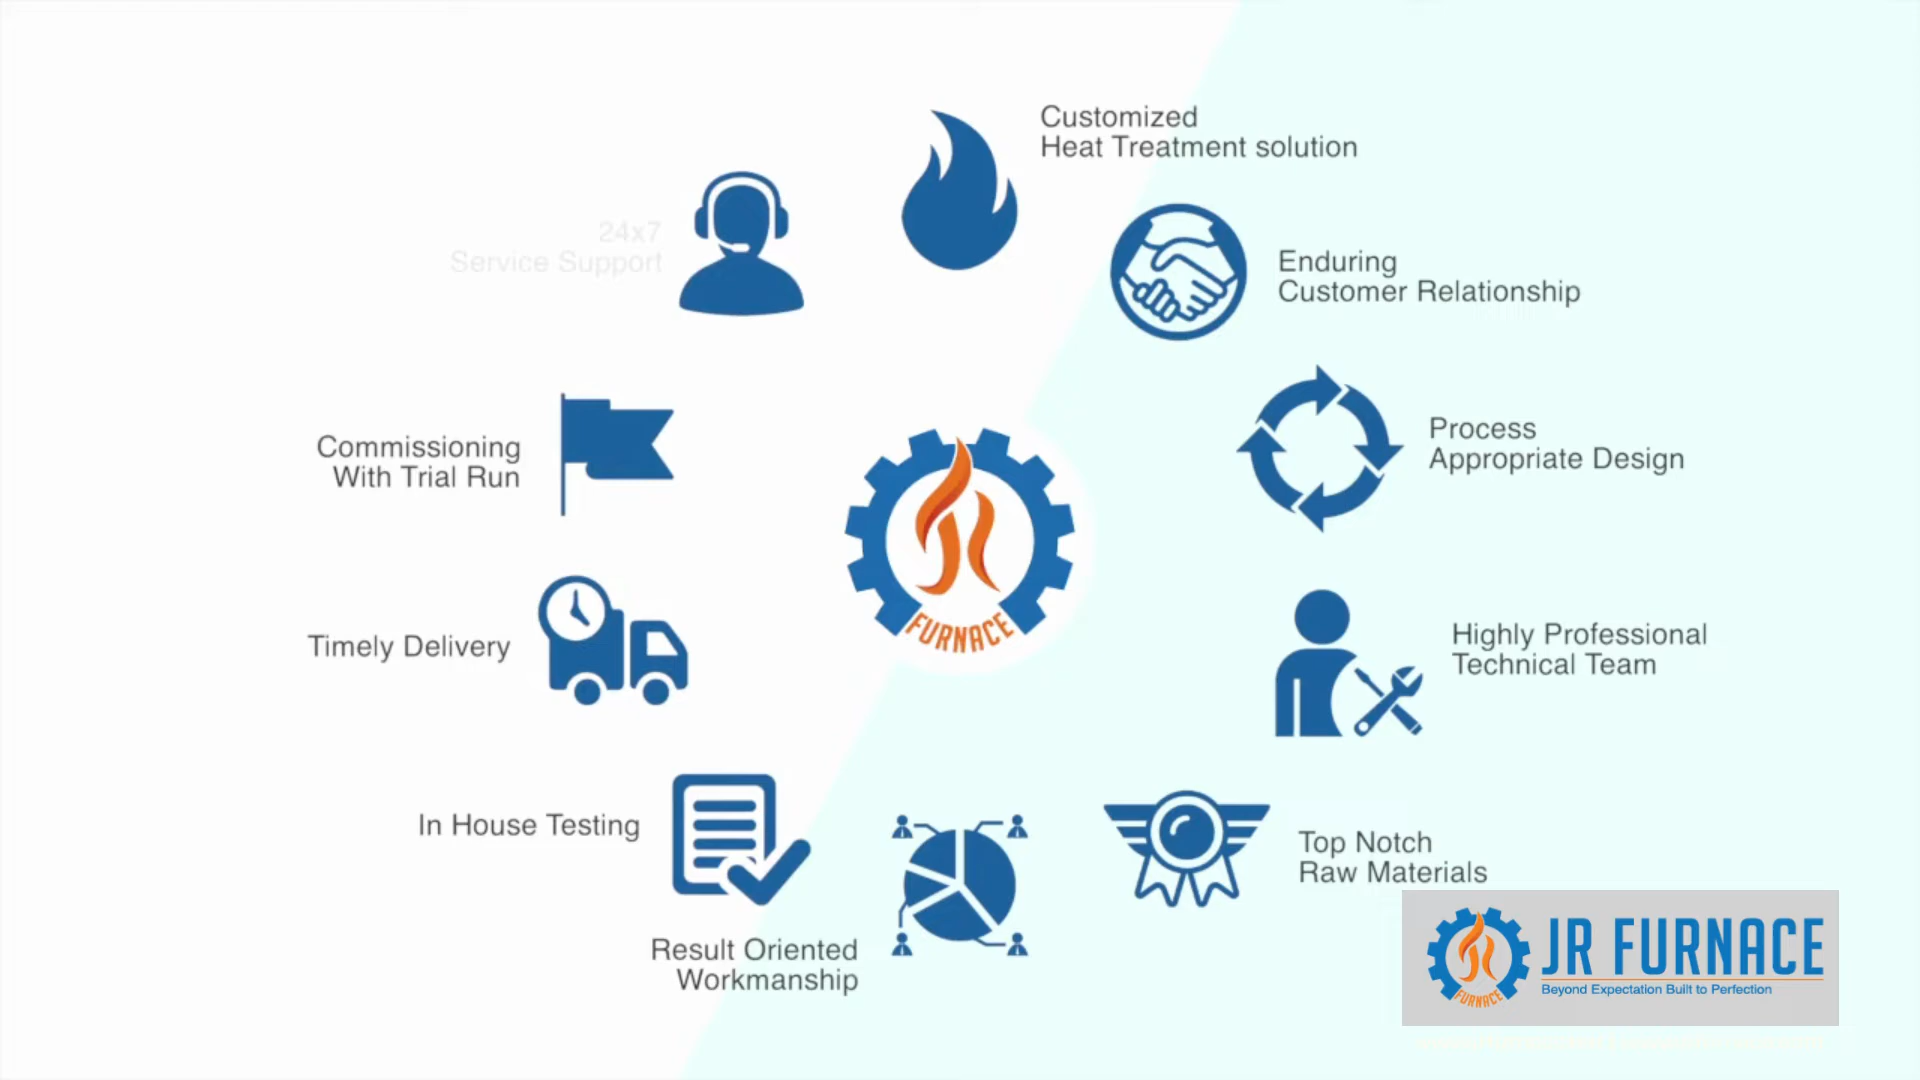 Customized
Heat Treatment solution
24x7
Service Support
Enduring
Customer Relationship
Process
Appropriate Design
Commissioning
With Trial Run
FURNACE
Timely Delivery
Highly Professional
Technical Team
In House Testing
Top Notch
Raw Materials
Result Oriented
Workmanship
JR FURNACE
Beyond Expectation Built to Perfection
FURNACE